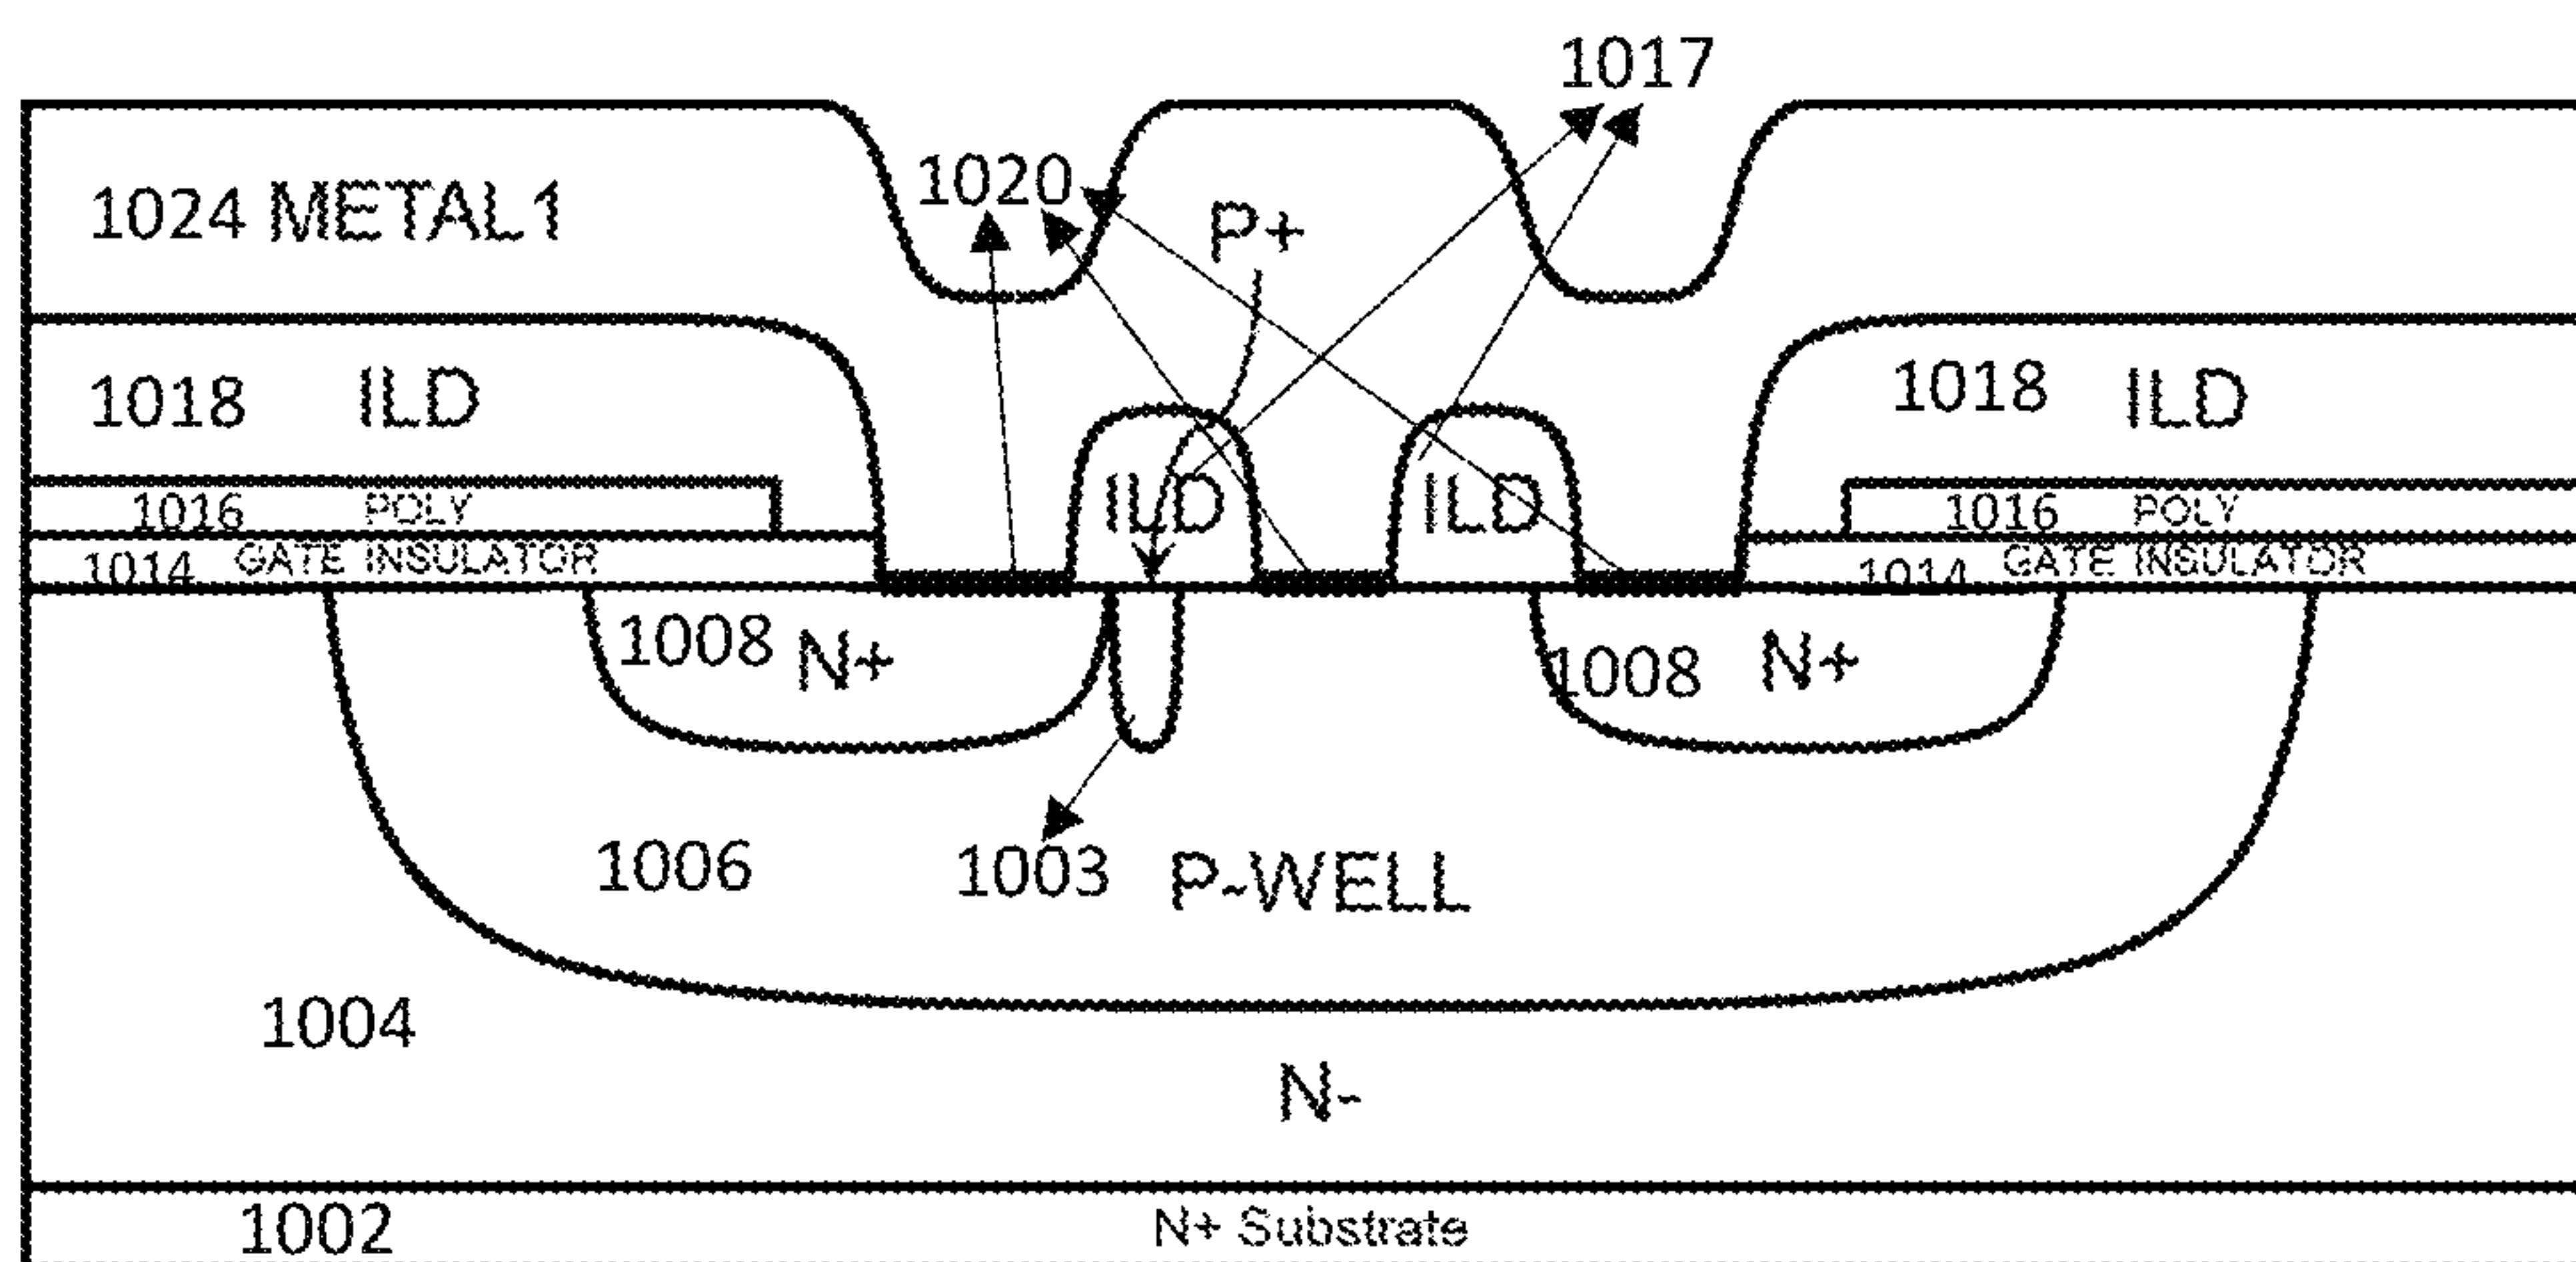 1017
1020
1024 METAL1
P+
1018 ILD
1018 ILD
ILD
ILD
1016 POLY
1016 POLY
1014 GATE INSULATOR
1014 GATE INSULATOR
1008 N+
1008 N+
1006
1003 P-WELL
1004
N-
1002
N+ Substrate